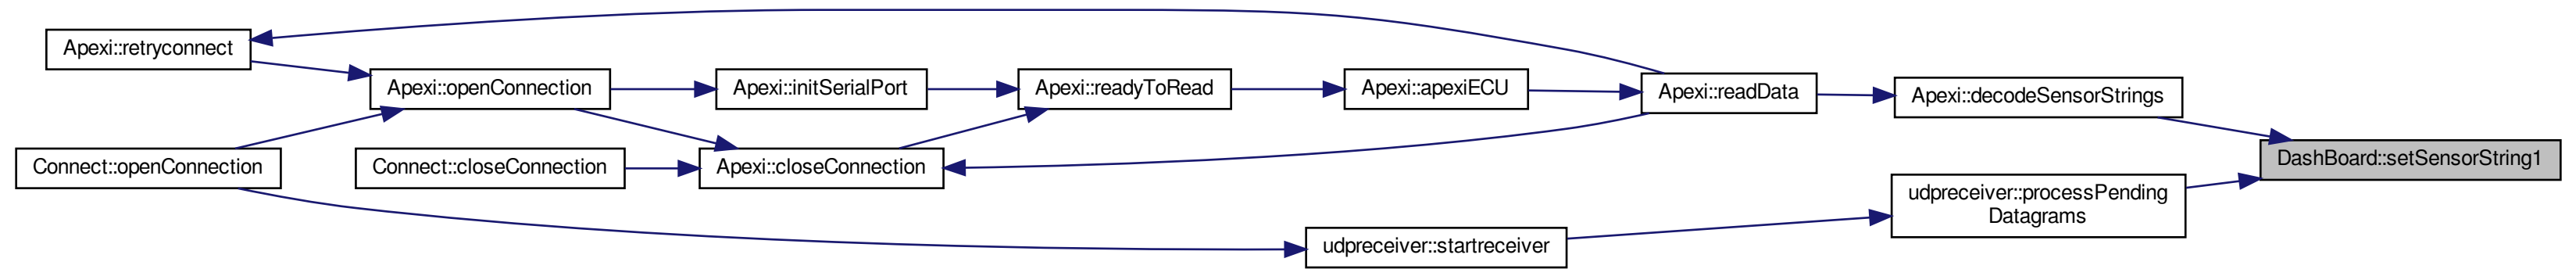 Apexi::retryconnect
Apexi::openConnection
Apexi::initSerialPort
Apexi::readyToRead
Apexi::apexiECU
Apexi::readData
Apexi::decodeSensorStrings
Connect::openConnection
Connect::closeConnection
Apexi::closeConnection
DashBoard::setSensorString1
udpreceiver::processPending
Datagrams
udpreceiver::startreceiver